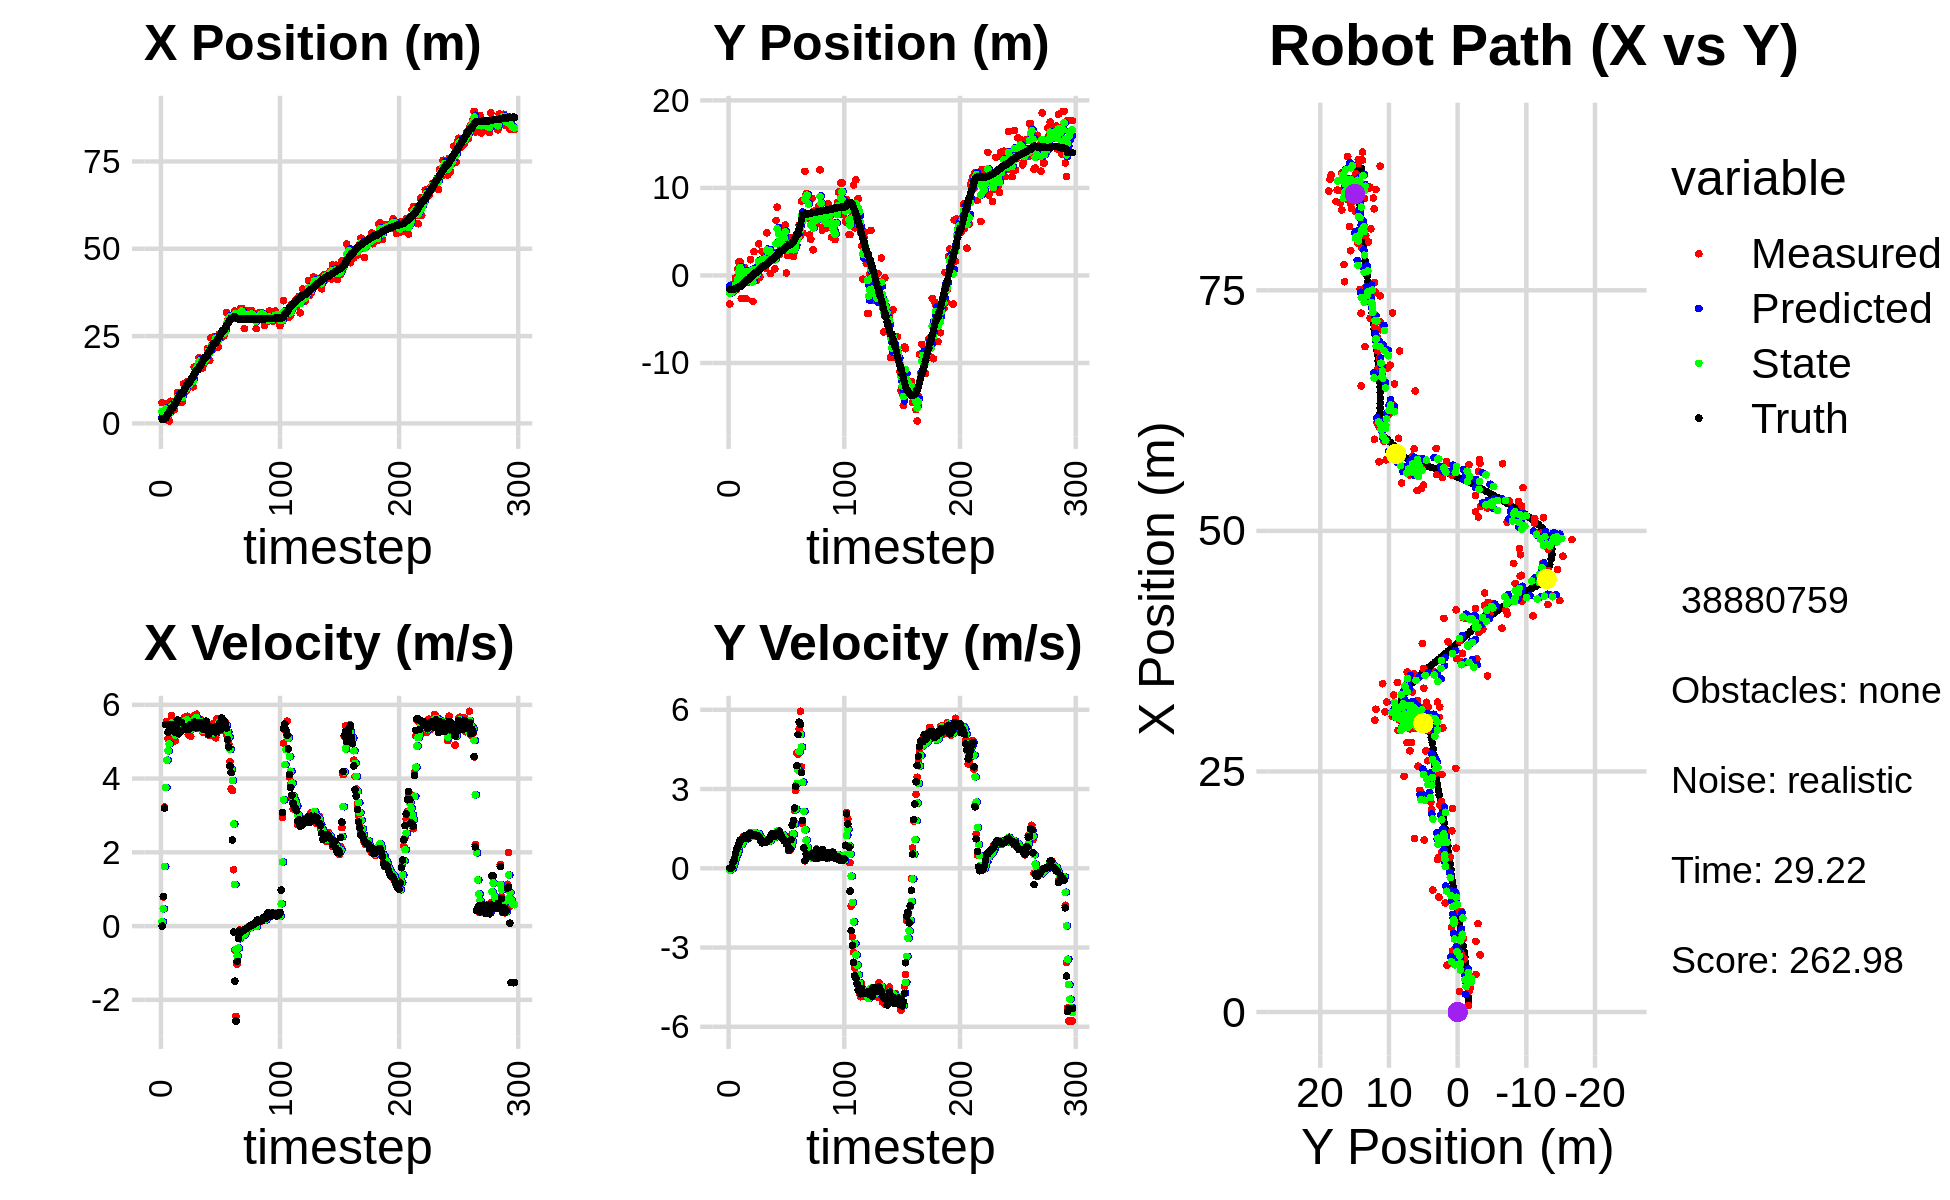 X Position (m)
75
50
25
0
0
100
200
300
timestep
Y Position (m)
20
10
0
-10
0
100
200
300
timestep
X Velocity (m/s)
6
4
2
0
-2
0
100
200
300
timestep
Y Velocity (m/s)
6
3
0
-3
-6
0
100
200
300
timestep
Robot Path (X vs Y)
X Position (m)
75
50
25
0
20 10 0 -10 -20
Y Position (m)
variable
Measured
Predicted
State
Truth
38880759
Obstacles: none
Noise: realistic
Time: 29.22
Score: 262.98